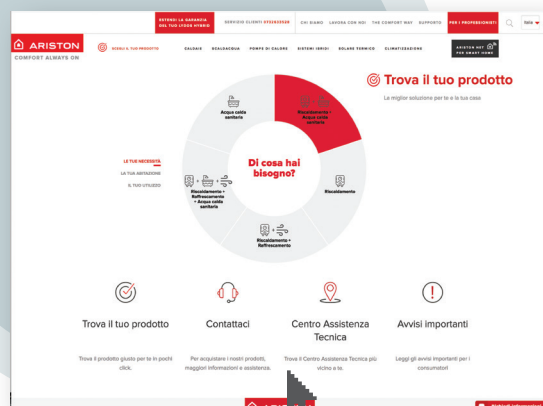 ESTENDI LA GARANZIA
DEL TUO LYDOS HYBRID
SERVIZIO CLIENTI 0732633528
CHI SIAMO
LAVORA CON NOI
THE COMFORT WAY
SUPPORTO
PER I PROFESSIONISTI
Italia
ARISTON
COMFORT ALWAYS ON
SCEGLI IL TUO PRODOTTO
CALDAIE
SCALDACQUA
POMPE DI CALORE
SISTEMI IBRIDI
SOLARE TERMICO
CLIMATIZZAZIONE
ARISTON NET
PER SMART HOME
Trova il tuo prodotto
La miglior soluzione per te e la tua casa
Acqua calda
sanitaria
Riscaldamento +
Acqua calda
sanitaria
LE TUE NECESSITÀ
LA TUA ABITAZIONE
IL TUO UTILIZZO
Di cosa hai
bisogno?
Riscaldamento +
Raffrescamento
+ Acqua calda
sanitaria
Riscaldamento
Riscaldamento +
Raffrescamento
Trova il tuo prodotto
Contattaci
Centro Assistenza
Tecnica
Avvisi importanti
Trova il prodotto giusto per te in pochi
click.
Per acquistare i nostri prodotti,
maggiori informazioni e assistenza.
Trova il Centro Assistenza Tecnica più
vicino a te.
Leggi gli avvisi importanti per i
consumatori